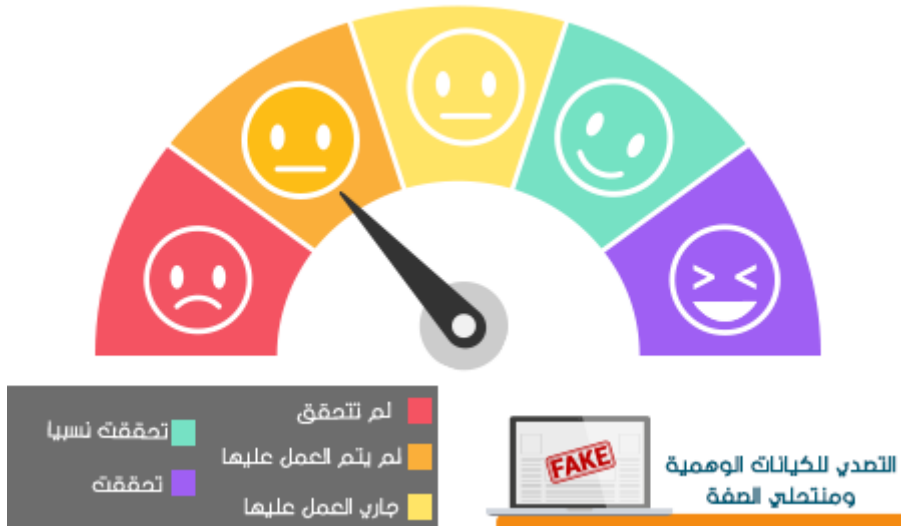 لم تتحقق
لم يتم العمل عليها
جاري العمل عليها
تحققت نسبيا
تحققت
FAKE
التصدي للكيانات الوهمية
ومنتحلي الصفة